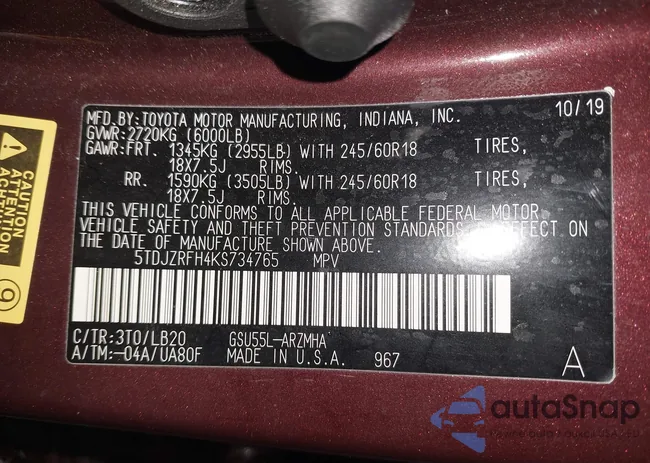 MFD. BY: TOYOTA MOTOR MANUFACTURING, INDIANA, INC. 10/19
GVWR: 2720KG (6000LB)
GAWR: FRT. 1345KG (2955LB) WITH 245/60R18 TIRES,
18X7.5J RIMS.
RR. 1590KG (3505LB) WITH 245/60R18 TIRES,
18X7.5J RIMS.
THIS VEHICLE CONFORMS TO ALL APPLICABLE FEDERAL MOTOR
VEHICLE SAFETY AND THEFT PREVENTION STANDARDS IN EFFECT ON
THE DATE OF MANUFACTURE SHOWN ABOVE.
5TDJZRFH4KS734765 MPV
C/TR: 3T0/LB20 GSU55L-ARZMHA
A/TM: -04A/UA80F MADE IN U.S.A. 967 A
CAUTION
ATTENTION
9
autoSnap